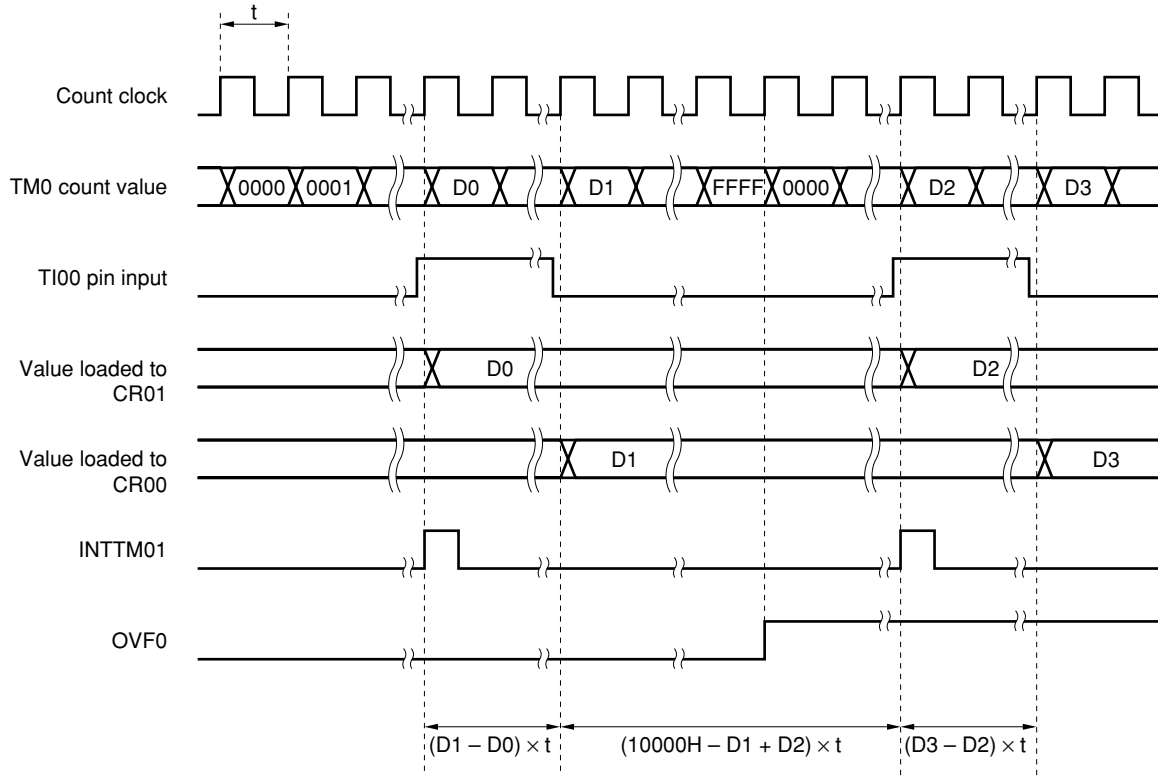 t
Count clock
TM0 count value
0000 0001 D0 D1 FFFF 0000 D2 D3
TI00 pin input
Value loaded to
CR01
D0 D2
Value loaded to
CR00
D1 D3
INTTM01
OVF0
(D1 – D0) × t (10000H – D1 + D2) × t (D3 – D2) × t